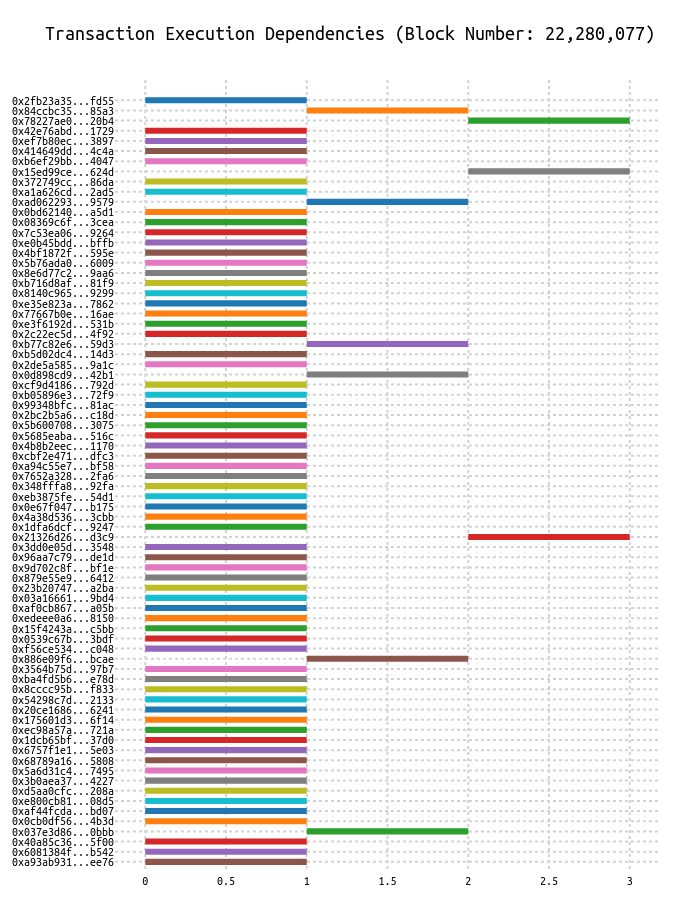 Transaction Execution Dependencies (Block Number: 22,280,077)
0x2fb23a35...fd55
0x84ccbc35...85a3
0x78227ae0...20b4
0x42e76abd...1729
0xef7b80ec...3897
0x414649dd...4c4a
0xb6ef29bb...4047
0x15ed99ce...624d
0x372749cc...86da
0xa1a626cd...2ad5
0xad062293...9579
0x0bd62140...a5d1
0x08369c6f...3cea
0x7c53ea06...9264
0xe0b45bdd...bffb
0x4bf1872f...595e
0x5b76ada0...6009
0x8e6d77c2...9aa6
0xb716d8af...81f9
0x8140c965...9299
0xe35e823a...7862
0x77667b0e...16ae
0xe3f6192d...531b
0x2c22ec5d...4f92
0xb77c82e6...59d3
0xb5d02dc4...14d3
0x2de5a585...9a1c
0x0d898cd9...42b1
0xcf9d4186...792d
0xb05896e3...72f9
0x99348bfc...81ac
0x2bc2b5a6...c18d
0x5b600708...3075
0x5685eaba...516c
0x4b8b2eec...1170
0xcbf2e471...dfc3
0xa94c55e7...bf58
0x7652a328...2fa6
0x348fffa8...92fa
0xeb3875fe...54d1
0x0e67f047...b175
0x4a38d536...3cbb
0x1dfa6dcf...9247
0x21326d26...d3c9
0x3dd0e05d...3548
0x96aa7c79...de1d
0x9d702c8f...bf1e
0x879e55e9...6412
0x23b20747...a2ba
0x03a16661...9bd4
0xaf0cb867...a05b
0xedeee0a6...8150
0x15f4243a...c5bb
0x0539c67b...3bdf
0xf56ce534...c048
0x886e09f6...bcae
0x3564b75d...97b7
0xba4fd5b6...e78d
0x8cccc95b...f833
0x54298c7d...2133
0x20ce1686...6241
0x175601d3...6f14
0xec98a57a...721a
0x1dcb65bf...37d0
0x6757f1e1...5e03
0x68789a16...5808
0x5a6d31c4...7495
0x3b0aea37...4227
0xd5aa0cfc...208a
0xe800cb81...08d5
0xaf44fcda...bd07
0x0cb0df56...4b3d
0x037e3d86...0bbb
0x40a85c36...5f00
0x6081384f...b542
0xa93ab931...ee76
0 0.5 1 1.5 2 2.5 3